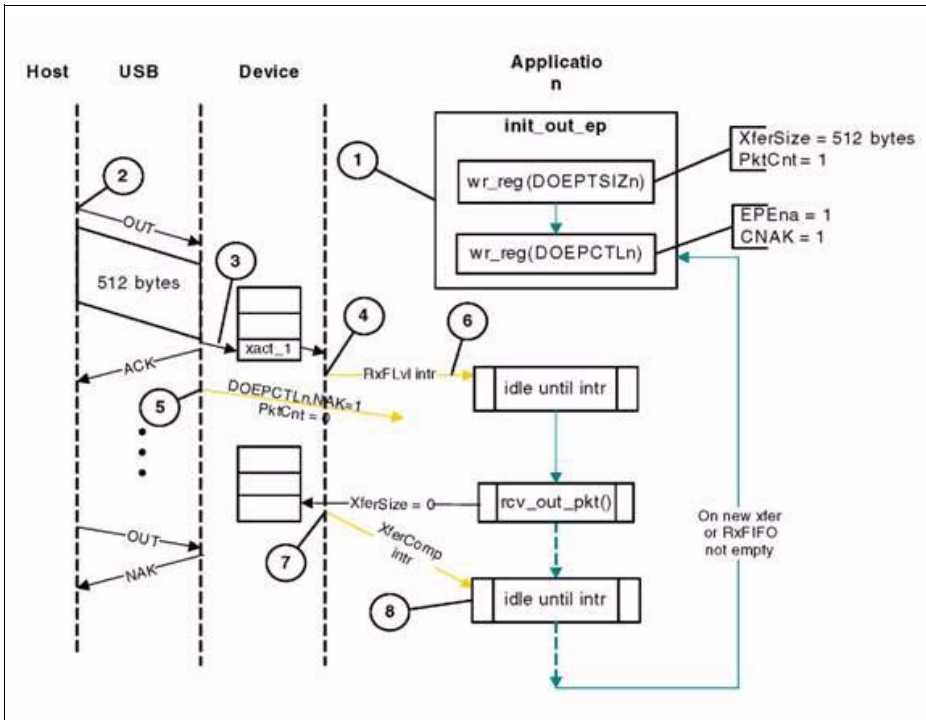 Host
USB
Device
Applicatio
n
init_out_ep
XferSize = 512 bytes
PktCnt = 1
1
wr_reg(DOEPTSIZn)
2
EPEna = 1
CNAK = 1
OUT
wr_reg(DOEPCTLn)
3
512 bytes
4
6
xact_1
ACK
RxFLvl intr
idle until intr
DOEPCTLn,NAK=1
PktCnt = 0
5
XferSize = 0
rcv_out_pkt()
On new xfer
or RxFIFO
not empty
OUT
XferComp
intr
7
NAK
idle until intr
8